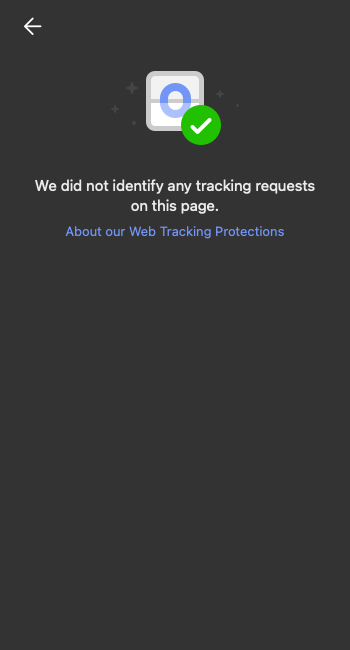 We did not identify any tracking requests
on this page.
About our Web Tracking Protections